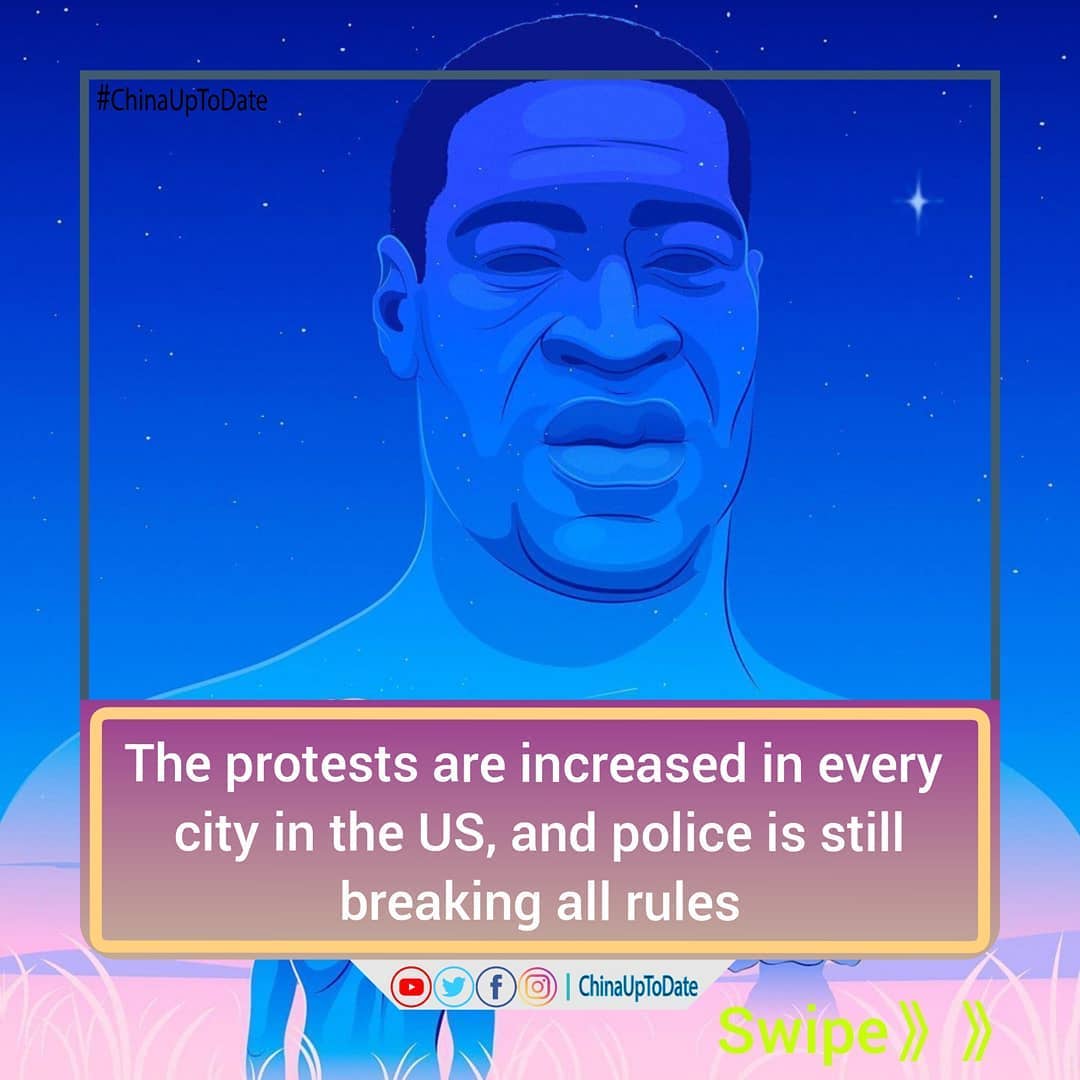 #ChinaUpToDate
The protests are increased in every
city in the US, and police is still
breaking all rules
| ChinaUpToDate
Swipe》 》